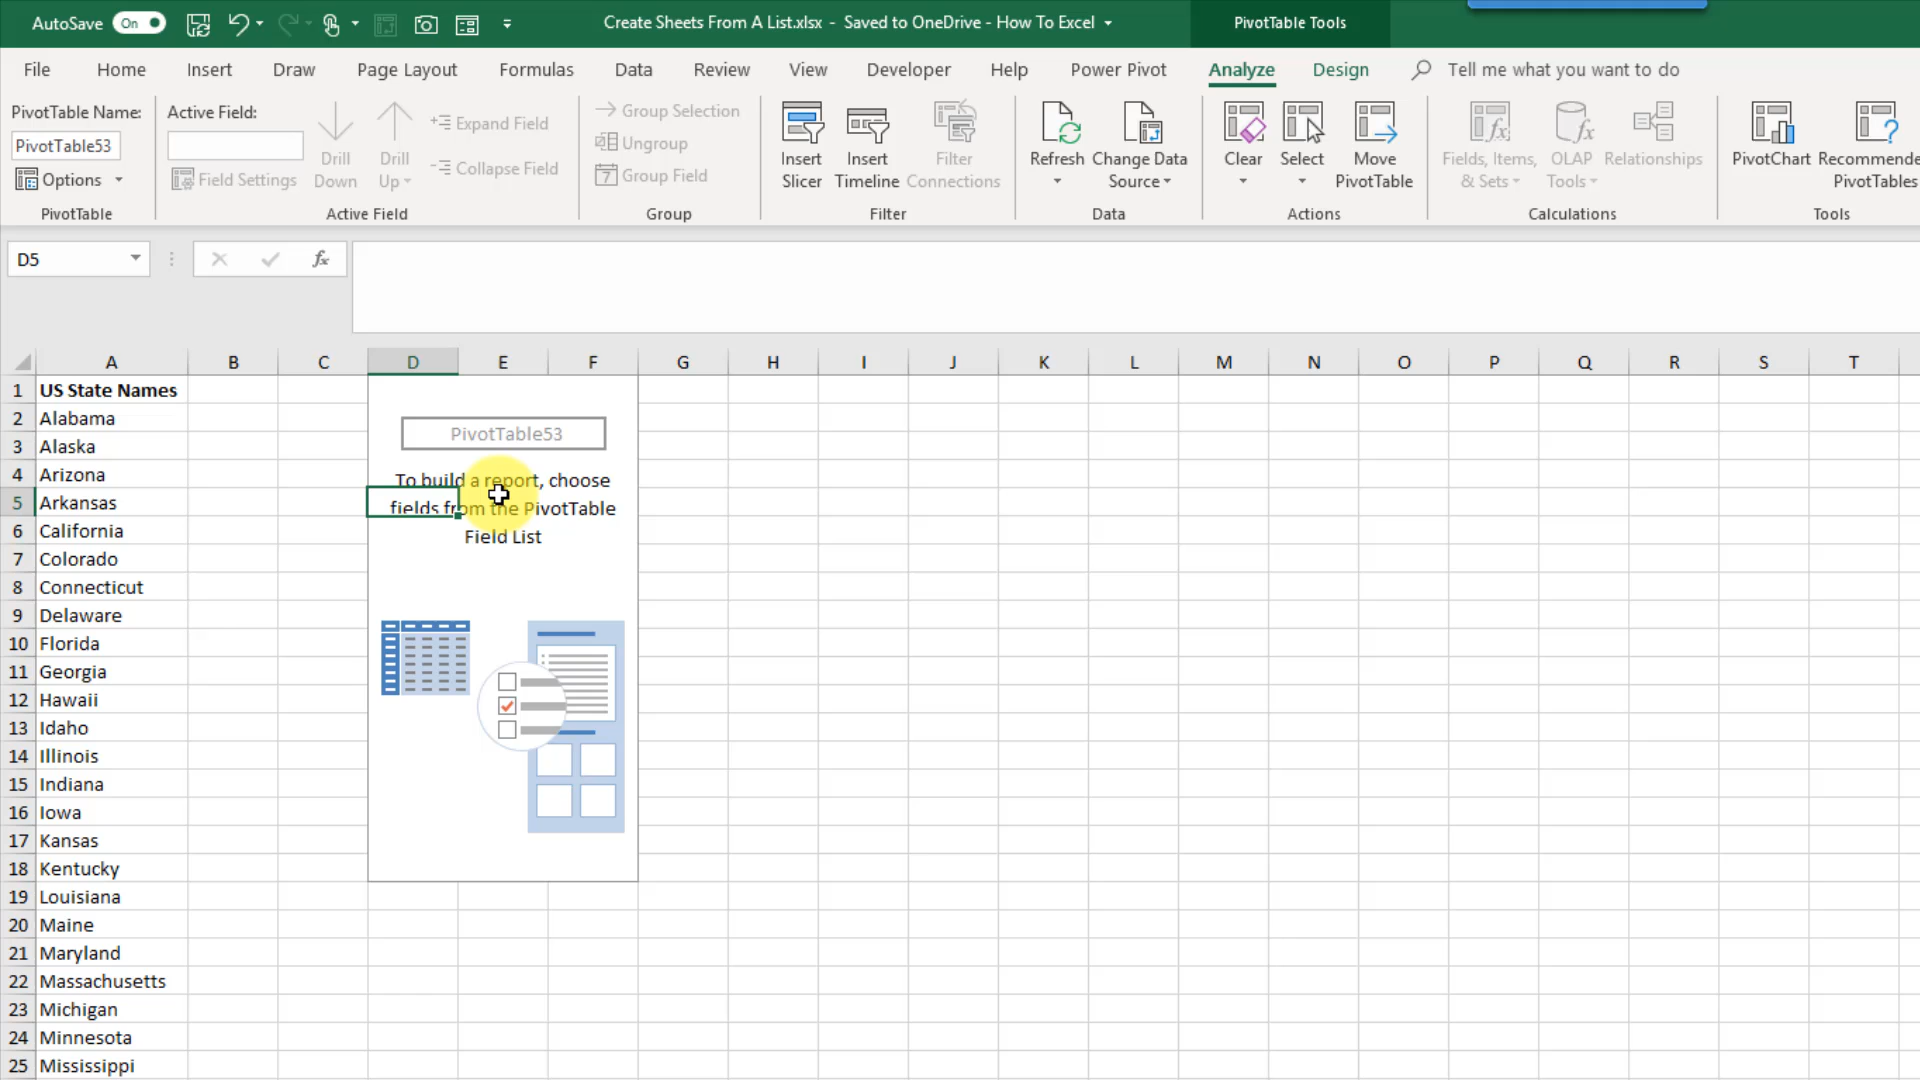 AutoSave On
Create Sheets From A List.xlsx - Saved to OneDrive - How To Excel
PivotTable Tools
File Home Insert Draw Page Layout Formulas Data Review View Developer Help Power Pivot Analyze Design Tell me what you want to do
PivotTable Name:
PivotTable53
Options
PivotTable
Active Field:
Field Settings
Drill Down
Drill Up
Expand Field
Collapse Field
Active Field
Group Selection
Ungroup
7 Group Field
Group
Insert Slicer
Insert Timeline
Filter Connections
Filter
Refresh
Change Data Source
Data
Clear
Select
Move PivotTable
Actions
Fields, Items, & Sets
OLAP Tools
Relationships
Calculations
PivotChart
Recommende
PivotTables
Tools
D5
fx
A B C D E F G H I J K L M N O P Q R S T
1 US State Names
2 Alabama
3 Alaska
4 Arizona
5 Arkansas
6 California
7 Colorado
8 Connecticut
9 Delaware
10 Florida
11 Georgia
12 Hawaii
13 Idaho
14 Illinois
15 Indiana
16 Iowa
17 Kansas
18 Kentucky
19 Louisiana
20 Maine
21 Maryland
22 Massachusetts
23 Michigan
24 Minnesota
25 Mississippi
PivotTable53
To build a report, choose
fields from the PivotTable
Field List